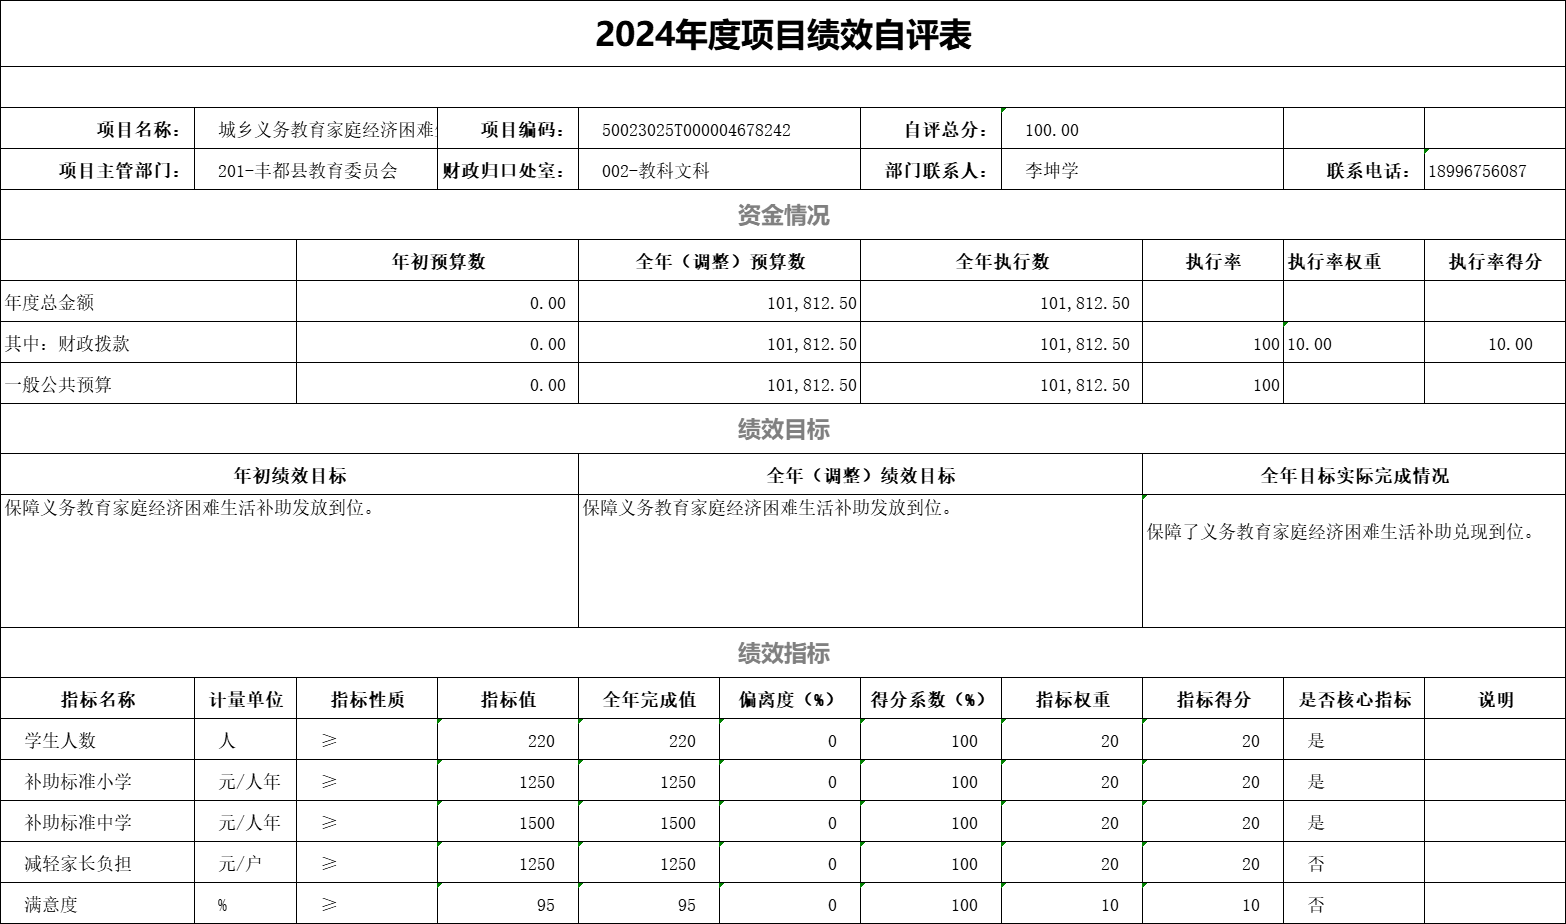 2024年度项目绩效自评表
项目名称： 城乡义务教育家庭经济困难 项目编码： 50023025T000004678242 自评总分： 100.00
项目主管部门： 201-丰都县教育委员会 财政归口处室： 002-教科文科 部门联系人： 李坤学 联系电话： 18996756087
资金情况
年初预算数 全年（调整）预算数 全年执行数 执行率 执行率权重 执行率得分
年度总金额 0.00 101,812.50 101,812.50
其中：财政拨款 0.00 101,812.50 101,812.50 100 10.00 10.00
一般公共预算 0.00 101,812.50 101,812.50 100
绩效目标
年初绩效目标 全年（调整）绩效目标 全年目标实际完成情况
保障义务教育家庭经济困难生活补助发放到位。 保障义务教育家庭经济困难生活补助发放到位。 保障了义务教育家庭经济困难生活补助兑现到位。
绩效指标
指标名称 计量单位 指标性质 指标值 全年完成值 偏离度（%） 得分系数（%） 指标权重 指标得分 是否核心指标 说明
学生人数 人 ≥ 220 220 0 100 20 20 是
补助标准小学 元/人年 ≥ 1250 1250 0 100 20 20 是
补助标准中学 元/人年 ≥ 1500 1500 0 100 20 20 是
减轻家长负担 元/户 ≥ 1250 1250 0 100 20 20 否
满意度 % ≥ 95 95 0 100 10 10 否